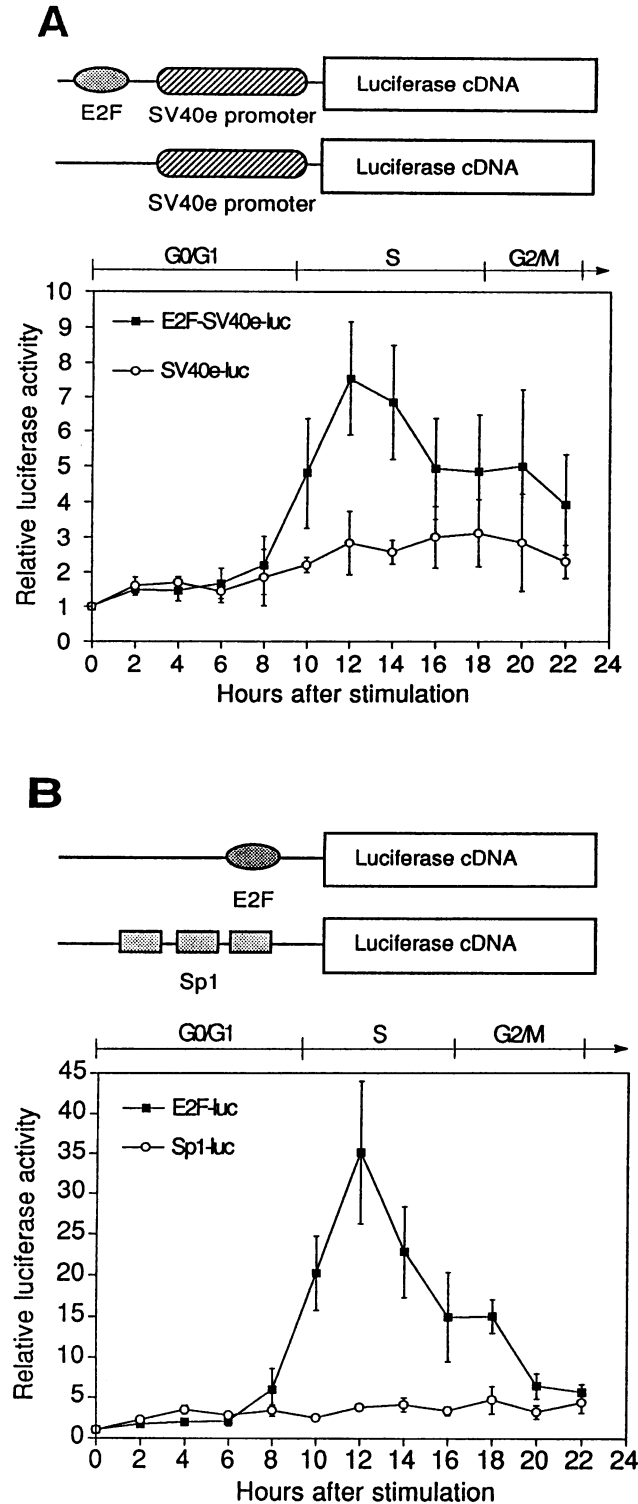 A
Luciferase cDNA
E2F SV40e promoter
Luciferase cDNA
SV40e promoter
G0/G1 S G2/M
10
9
8
7
6
5
4
3
2
1
0
Relative luciferase activity
E2F-SV40e-luc
SV40e-luc
0 2 4 6 8 10 12 14 16 18 20 22 24
Hours after stimulation
B
Luciferase cDNA
E2F
Luciferase cDNA
Sp1
G0/G1 S G2/M
45
40
35
30
25
20
15
10
5
0
Relative luciferase activity
E2F-luc
Sp1-luc
0 2 4 6 8 10 12 14 16 18 20 22 24
Hours after stimulation